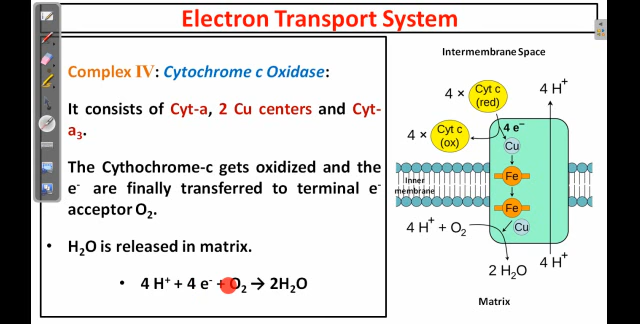 Electron Transport System
Complex IV: Cytochrome c Oxidase:
It consists of Cyt-a, 2 Cu centers and Cyt-
a₃.
The Cythochrome-c gets oxidized and the
e⁻ are finally transferred to terminal e⁻
acceptor O₂.
• H₂O is released in matrix.
• 4 H⁺ + 4 e⁻ + O₂ → 2H₂O
Intermembrane Space
4 × Cyt c
(red)
4 H⁺
4 × Cyt c
(ox)
4 e⁻
Cu
Inner
membrane
Fe
Fe
4 H⁺ + O₂
Cu
2 H₂O
4 H⁺
Matrix